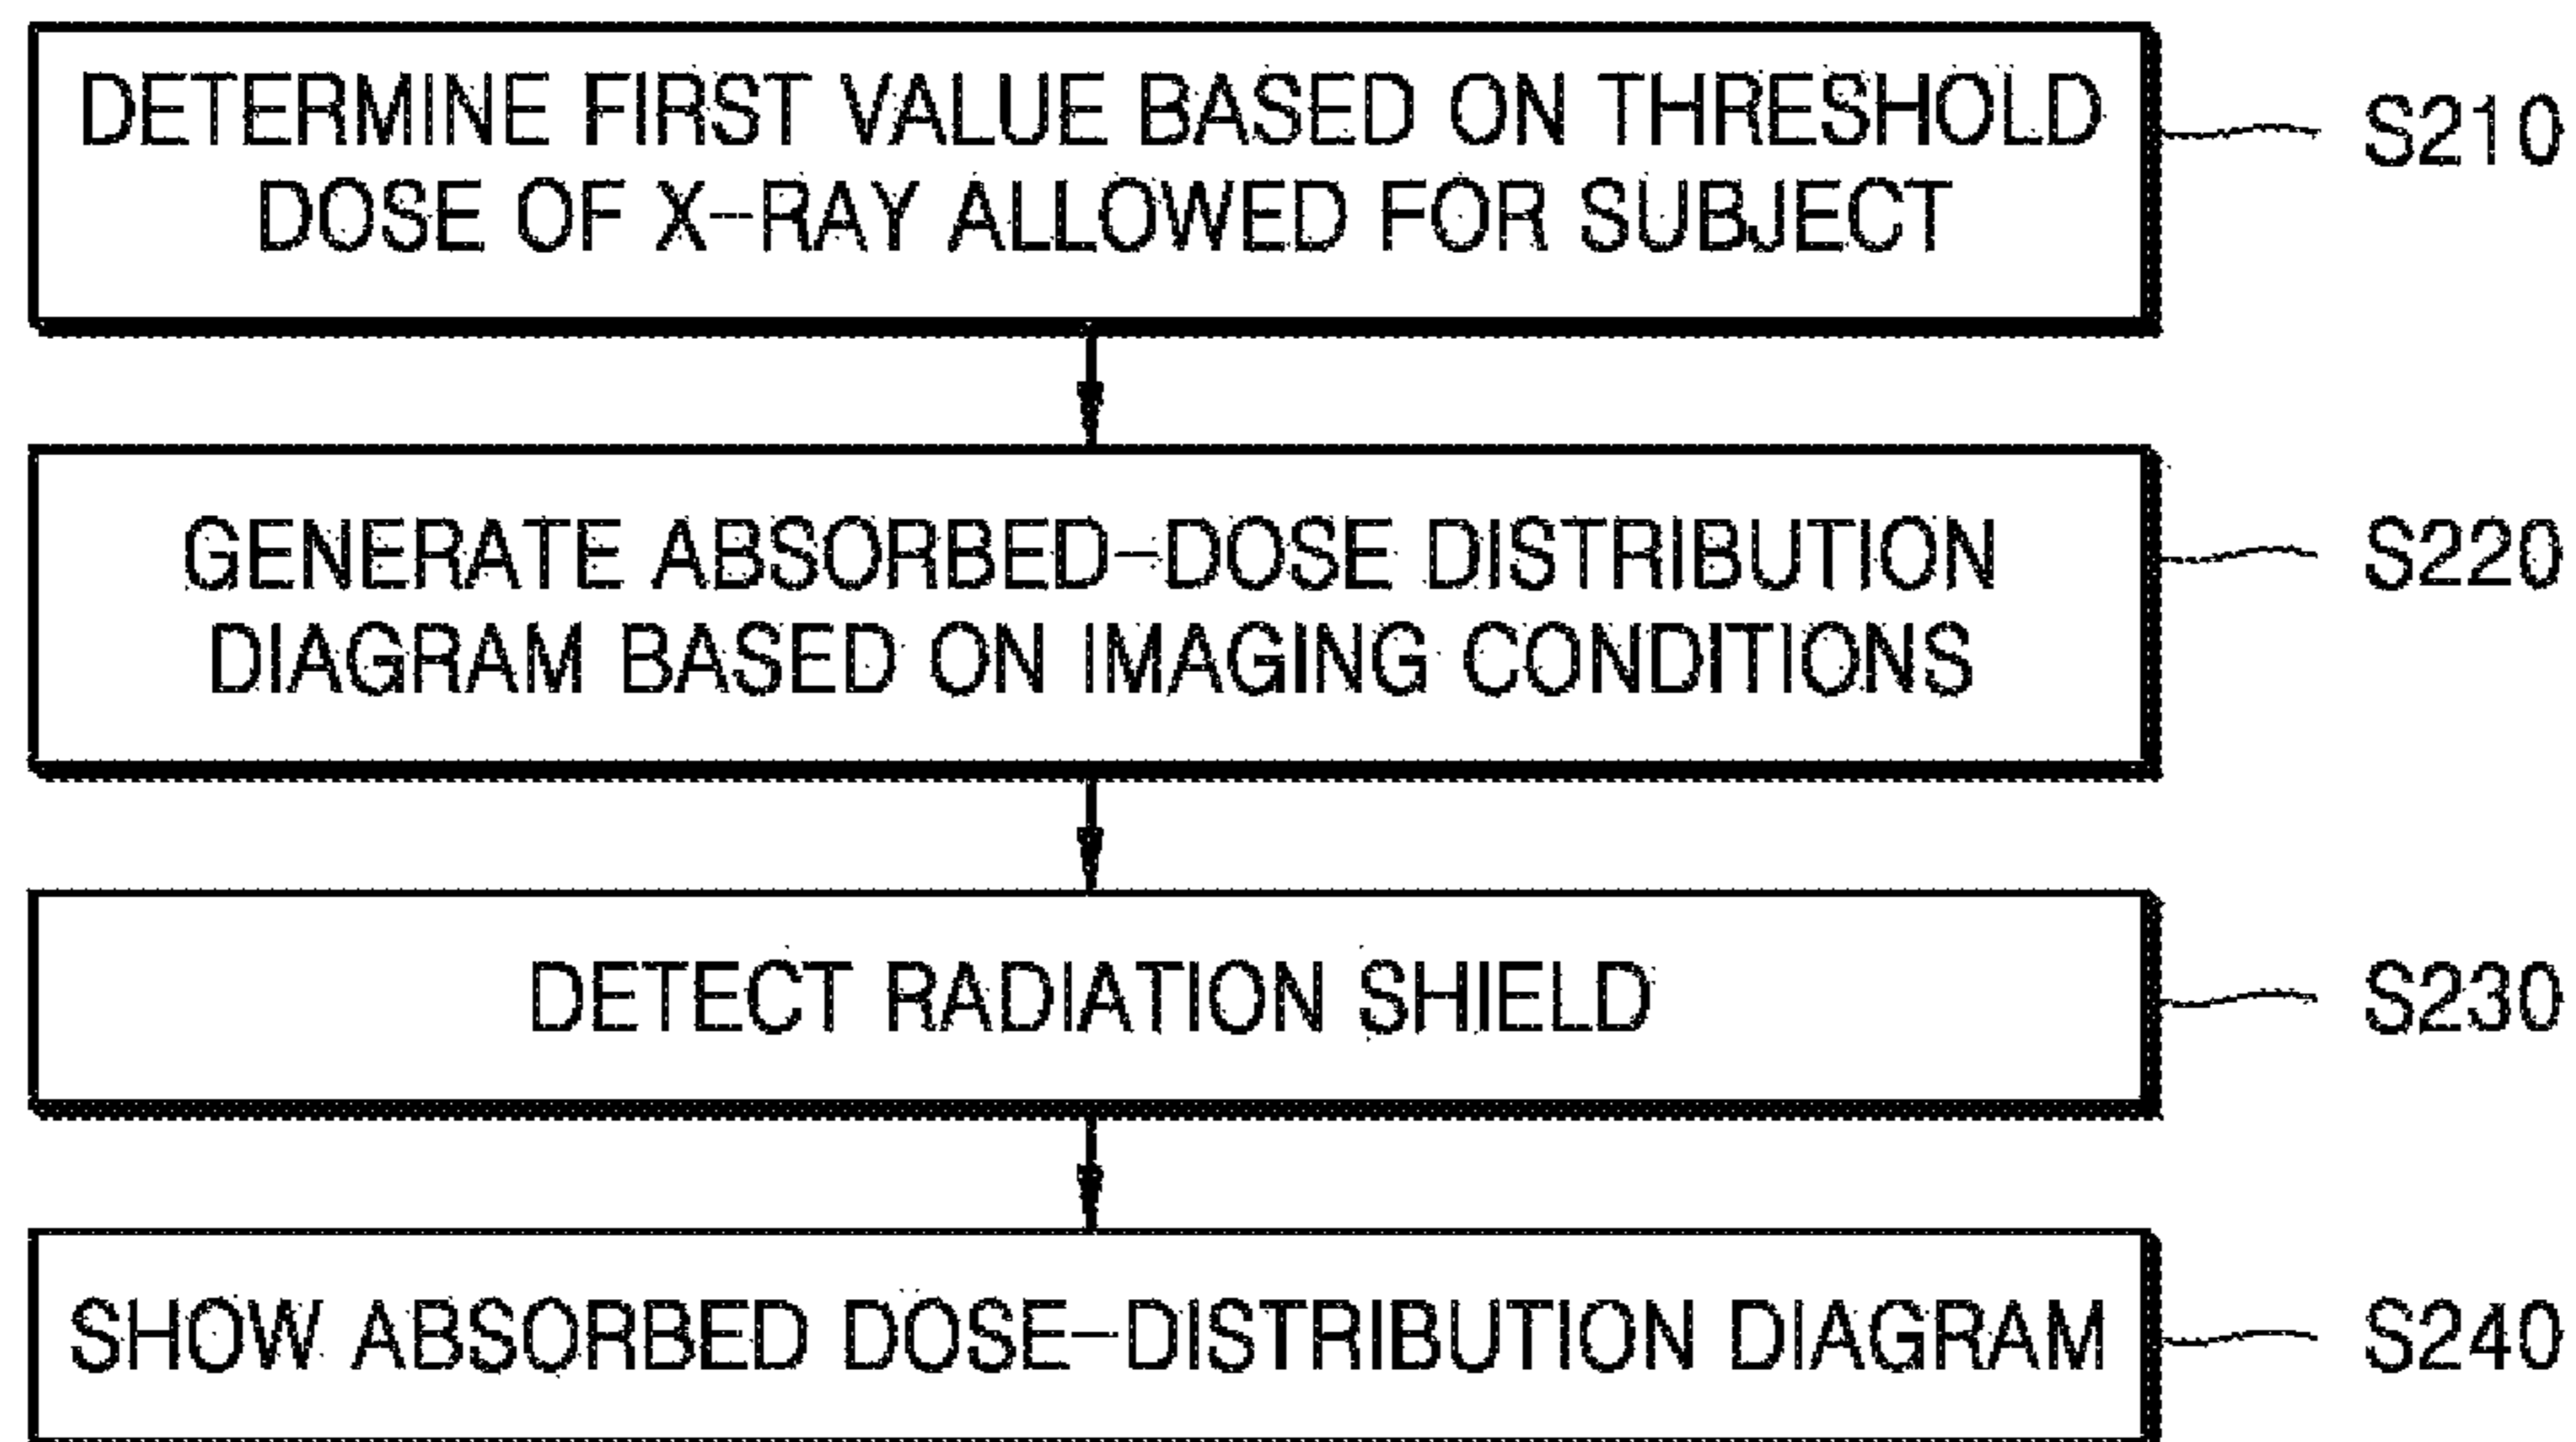 DETERMINE FIRST VALUE BASED ON THRESHOLD
DOSE OF X-RAY ALLOWED FOR SUBJECT
S210
GENERATE ABSORBED-DOSE DISTRIBUTION
DIAGRAM BASED ON IMAGING CONDITIONS
S220
DETECT RADIATION SHIELD
S230
SHOW ABSORBED DOSE-DISTRIBUTION DIAGRAM
S240